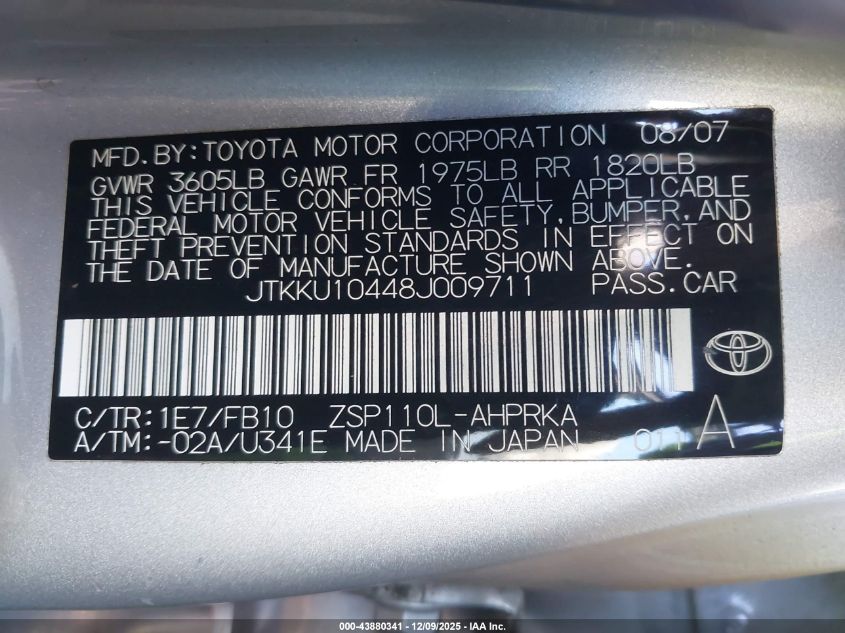 MFD. BY: TOYOTA MOTOR CORPORATION 08/07
GVWR 3605LB GAWR FR 1975LB RR 1820LB
THIS VEHICLE CONFORMS TO ALL APPLICABLE
FEDERAL MOTOR VEHICLE SAFETY, BUMPER, AND
THEFT PREVENTION STANDARDS IN EFFECT ON
THE DATE OF MANUFACTURE SHOWN ABOVE.
JTKKU10448J009711 PASS. CAR
C/TR: 1E7/FB10 ZSP110L-AHPRKA
A/TM: -02A/U341E MADE IN JAPAN 011 A
000-43880341 - 12/09/2025 - IAA Inc.